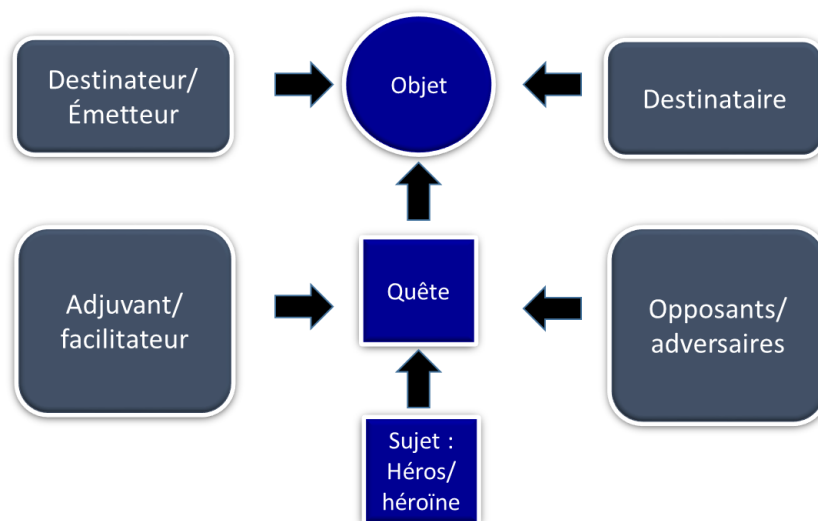 Destinateur/
Émetteur
Objet
Destinataire
Adjuvant/
facilitateur
Quête
Opposants/
adversaires
Sujet :
Héros/
héroïne